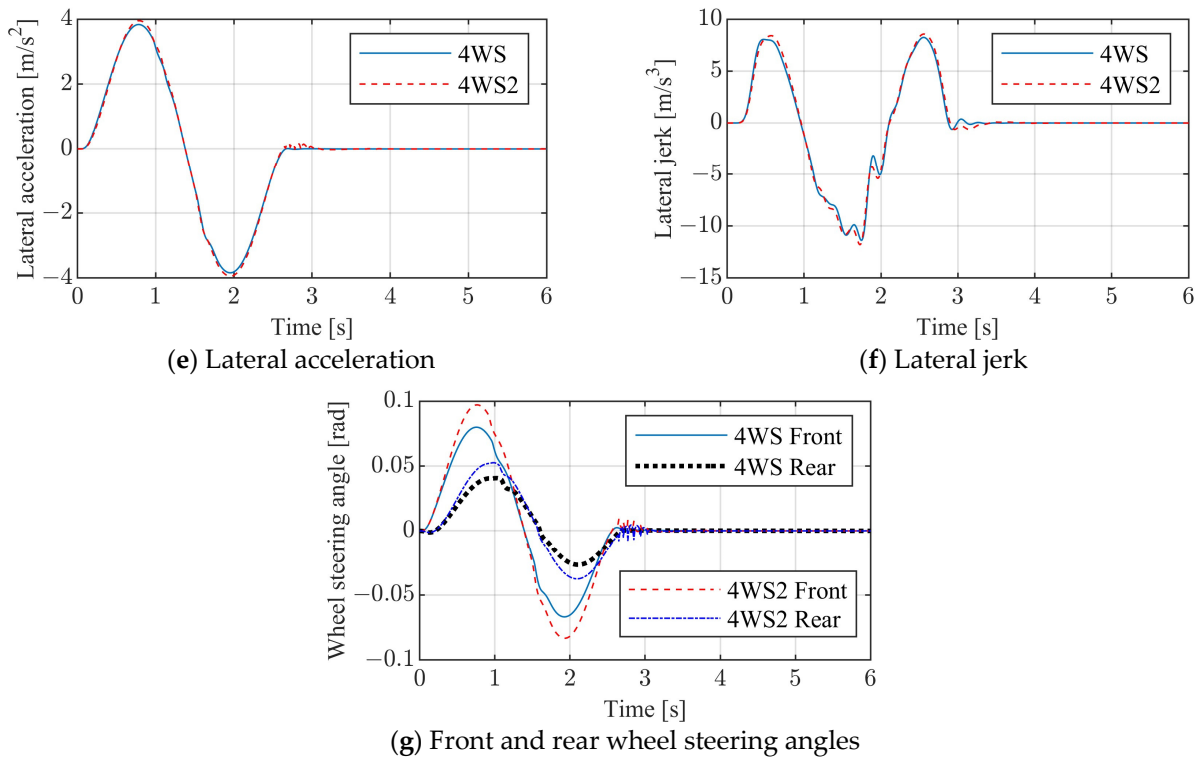 Lateral acceleration [m/s²]
4
2
0
−2
−4
4WS
4WS2
0 1 2 3 4 5 6
Time [s]
(e) Lateral acceleration
Lateral jerk [m/s³]
10
5
0
−5
−10
−15
4WS
4WS2
0 1 2 3 4 5 6
Time [s]
(f) Lateral jerk
Wheel steering angle [rad]
0.1
0.05
0
−0.05
−0.1
4WS Front
4WS Rear
4WS2 Front
4WS2 Rear
0 1 2 3 4 5 6
Time [s]
(g) Front and rear wheel steering angles